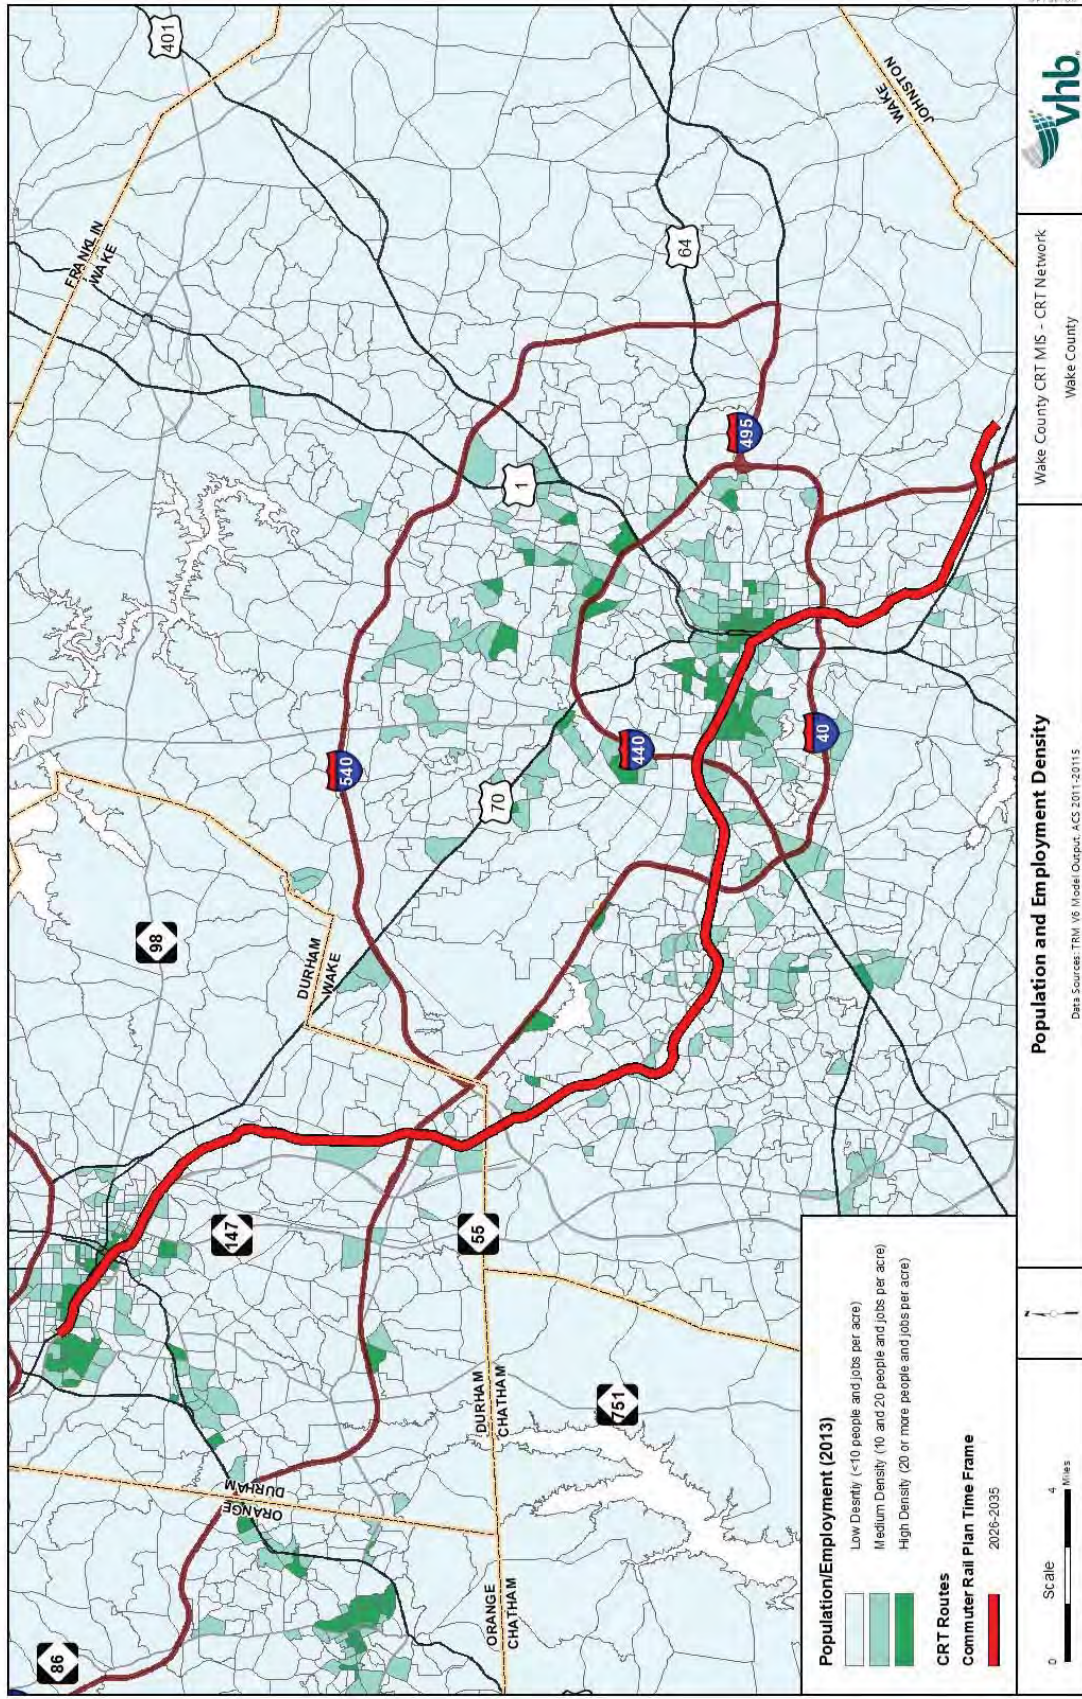 401
FRANKLIN
WAKE
WAKE
JOHNSTON
64
1
495
540
98
DURHAM
WAKE
70
440
40
147
55
86
ORANGE
DURHAM
DURHAM
CHATHAM
751
ORANGE
CHATHAM
Population/Employment (2013)
Low Desnty (<10 people and jobs per acre)
Medium Density (10 and 20 people and jobs per acre)
High Density (20 or more people and jobs per acre)
CRT Routes
Commuter Rail Plan Time Frame
2026-2035
0 Scale 4
Miles
N
Population and Employment Density
Data Sources: TRM V6 Model Output, ACS 2011-20115
Wake County CRT MIS - CRT Network
Wake County
vhb